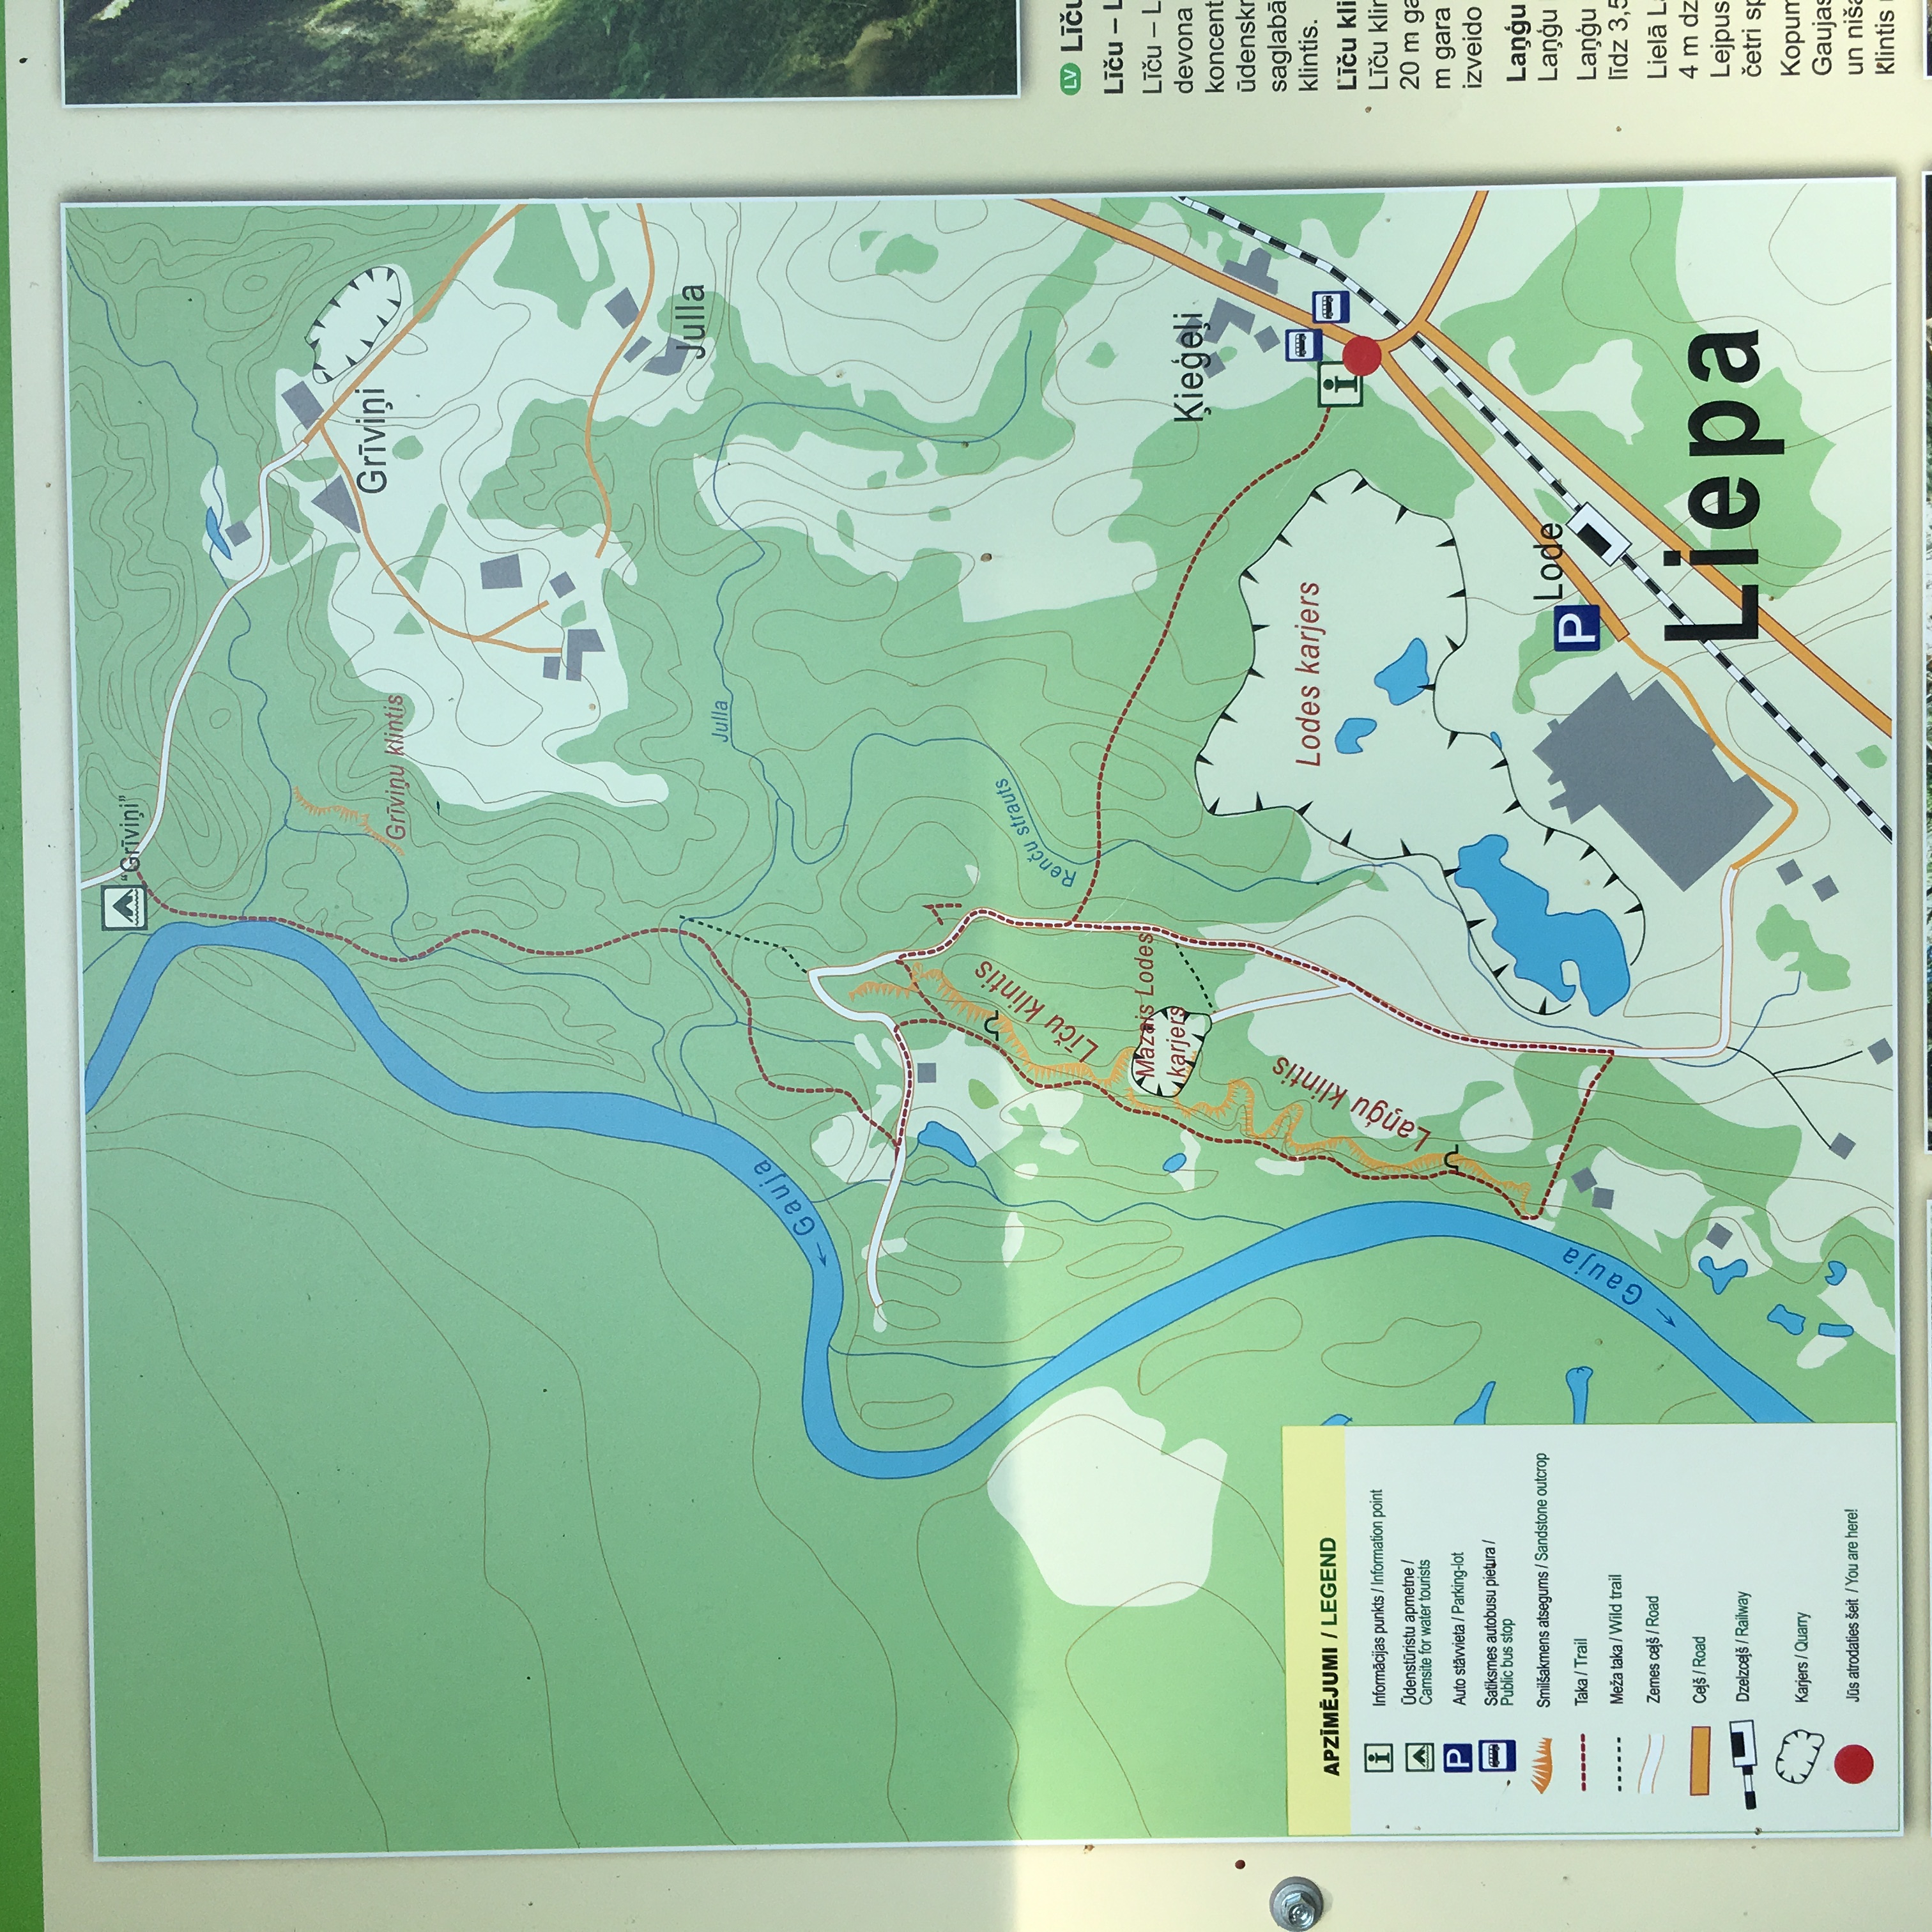 "Grīviņi"
Grīviņu klintis
Grīviņi
Julla
Julla
← Gauja
Līču klintis
Renču strauts
Mazais Lodes
karjers
Ķieģeļi
Laņģu klintis
Lodes karjers
i
P
Lode
← Gauja
Liepa
APZĪMĒJUMI / LEGEND
i Informācijas punkts / Information point
Ūdenstūristu apmetne /
Camsite for water tourists
P Auto stāvvieta / Parking-lot
Satiksmes autobusu pietura /
Public bus stop
Smilšakmens atsegums / Sandstone outcrop
Taka / Trail
Meža taka / Wild trail
Zemes ceļš / Road
Ceļš / Road
Dzelzceļš / Railway
Karjers / Quarry
Jūs atrodaties šeit / You are here!
LV Līču
Līču – L
Līču – L
devona
koncent
ūdenskr
saglabā
klintis.
Līču kli
Līču klin
20 m ga
m gara
izveido
Laņģu
Laņģu
Laņģu
līdz 3,5
Lielā La
4 m dz
Lejpus
četri sp
Kopum
Gaujas
un niša
klintis